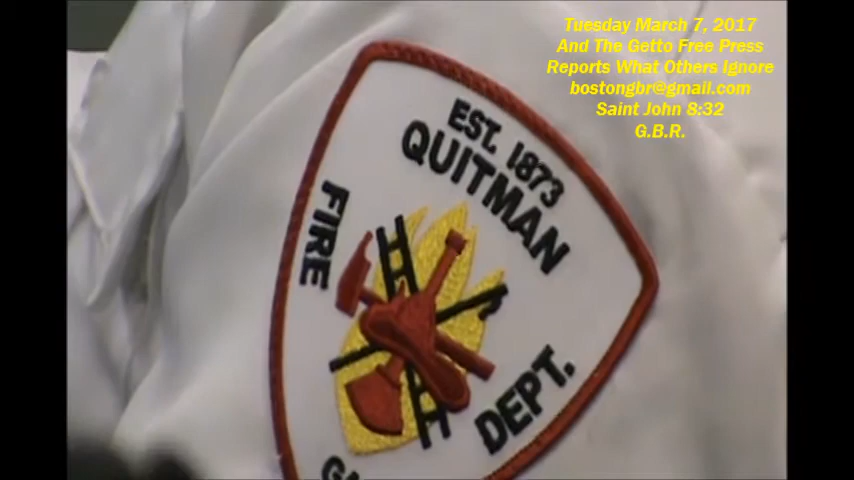 Tuesday March 7, 2017
And The Getto Free Press
Reports What Others Ignore
bostongbr@gmail.com
Saint John 8:32
G.B.R.
EST. 1873
QUITMAN
FIRE
DEPT.